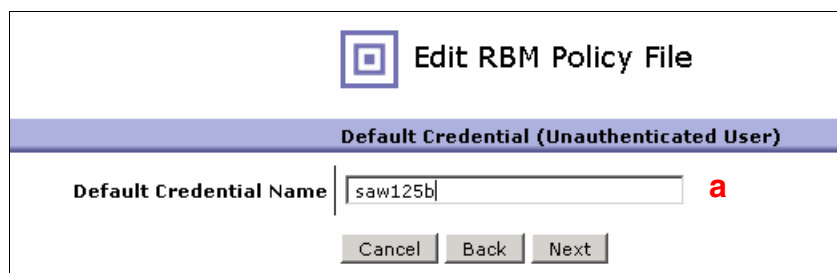 Edit RBM Policy File
Default Credential (Unauthenticated User)
Default Credential Name saw125b a
Cancel Back Next